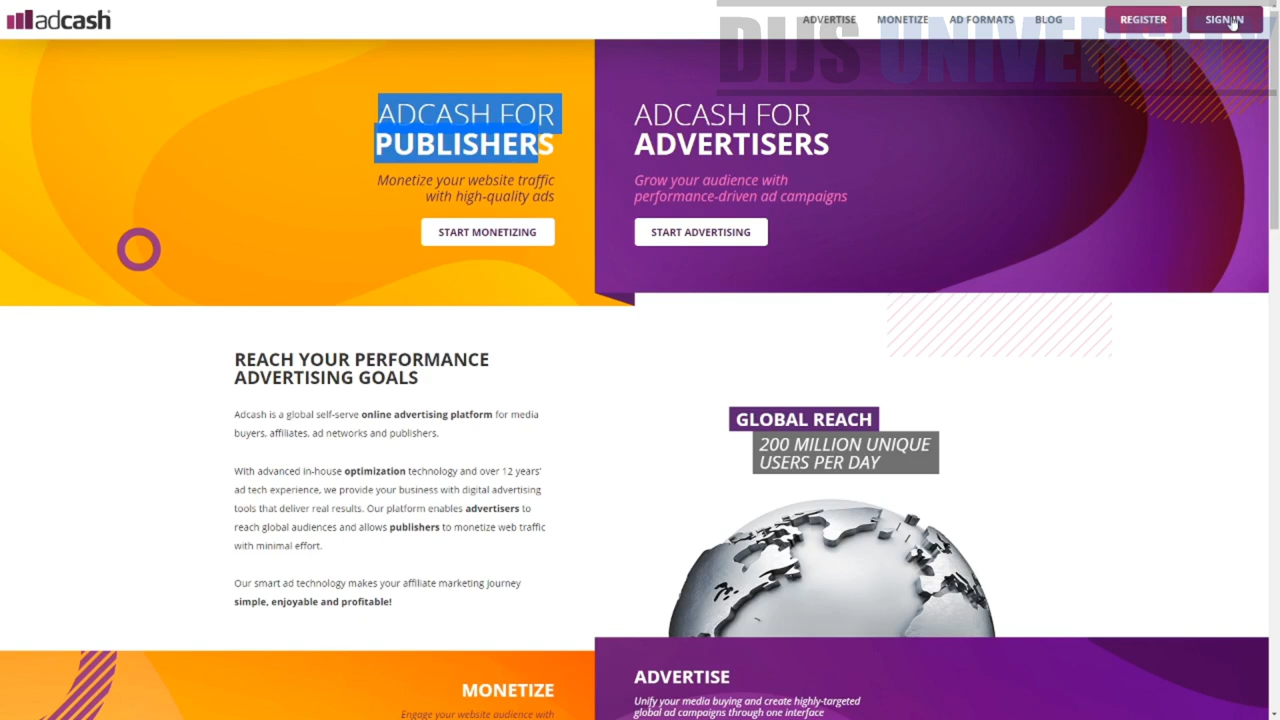 adcash
ADVERTISE MONETIZE AD FORMATS BLOG REGISTER SIGN IN
DIJS UNIVERSITY
ADCASH FOR
PUBLISHERS
Monetize your website traffic
with high-quality ads
START MONETIZING
ADCASH FOR
ADVERTISERS
Grow your audience with
performance-driven ad campaigns
START ADVERTISING
REACH YOUR PERFORMANCE
ADVERTISING GOALS
Adcash is a global self-serve online advertising platform for media
buyers, affiliates, ad networks and publishers.
With advanced in-house optimization technology and over 12 years'
ad tech experience, we provide your business with digital advertising
tools that deliver real results. Our platform enables advertisers to
reach global audiences and allows publishers to monetize web traffic
with minimal effort.
Our smart ad technology makes your affiliate marketing journey
simple, enjoyable and profitable!
GLOBAL REACH
200 MILLION UNIQUE
USERS PER DAY
MONETIZE
Engage your website audience with
ADVERTISE
Unify your media buying and create highly-targeted
global ad campaigns through one interface